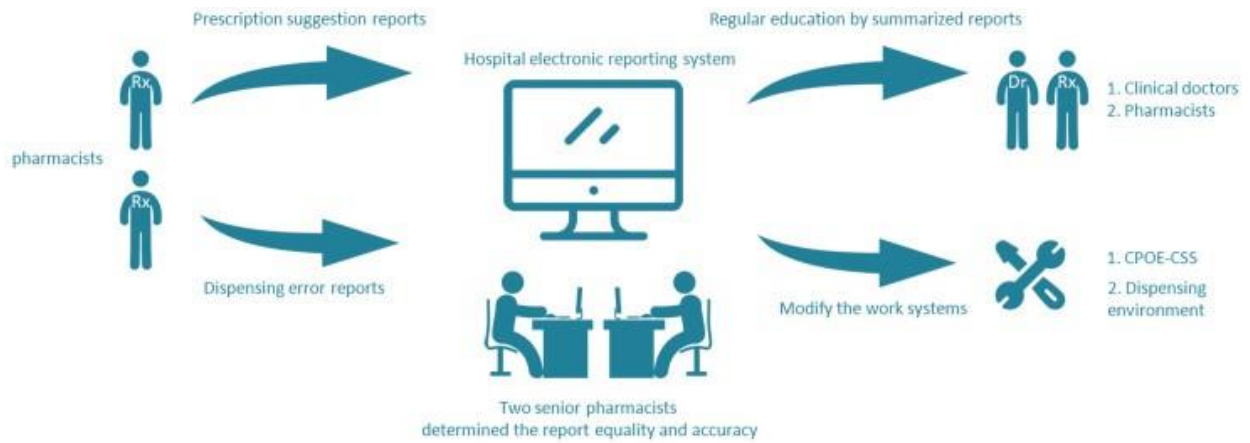 Prescription suggestion reports
Regular education by summarized reports
Hospital electronic reporting system
Rx
Dr
Rx
1. Clinical doctors
2. Pharmacists
pharmacists
Rx
Dispensing error reports
Modify the work systems
1. CPOE-CSS
2. Dispensing
environment
Two senior pharmacists
determined the report equality and accuracy